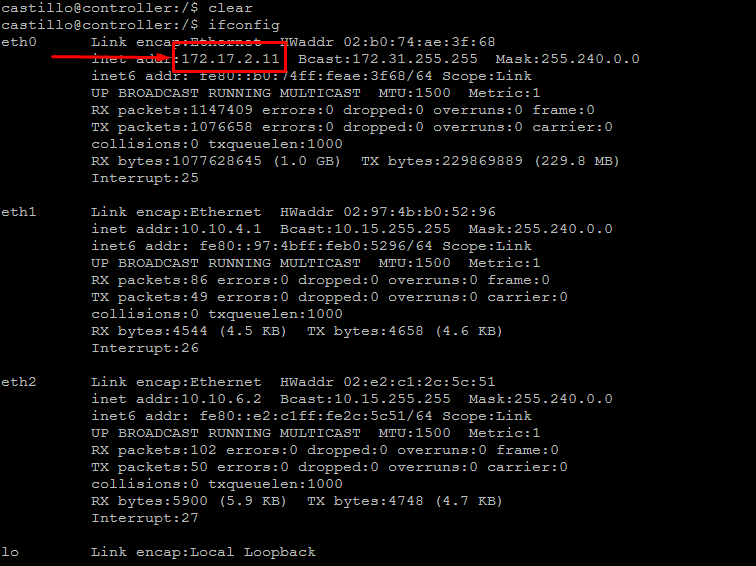 castillo@controller:/$ clear
castillo@controller:/$ ifconfig
eth0      Link encap:Ethernet  HWaddr 02:b0:74:ae:3f:68
          inet addr:172.17.2.11  Bcast:172.31.255.255  Mask:255.240.0.0
          inet6 addr: fe80::b0:74ff:feae:3f68/64 Scope:Link
          UP BROADCAST RUNNING MULTICAST  MTU:1500  Metric:1
          RX packets:1147409 errors:0 dropped:0 overruns:0 frame:0
          TX packets:1076658 errors:0 dropped:0 overruns:0 carrier:0
          collisions:0 txqueuelen:1000
          RX bytes:1077628645 (1.0 GB)  TX bytes:229869889 (229.8 MB)
          Interrupt:25
eth1      Link encap:Ethernet  HWaddr 02:97:4b:b0:52:96
          inet addr:10.10.4.1  Bcast:10.15.255.255  Mask:255.240.0.0
          inet6 addr: fe80::97:4bff:feb0:5296/64 Scope:Link
          UP BROADCAST RUNNING MULTICAST  MTU:1500  Metric:1
          RX packets:86 errors:0 dropped:0 overruns:0 frame:0
          TX packets:49 errors:0 dropped:0 overruns:0 carrier:0
          collisions:0 txqueuelen:1000
          RX bytes:4544 (4.5 KB)  TX bytes:4658 (4.6 KB)
          Interrupt:26
eth2      Link encap:Ethernet  HWaddr 02:e2:c1:2c:5c:51
          inet addr:10.10.6.2  Bcast:10.15.255.255  Mask:255.240.0.0
          inet6 addr: fe80::e2:c1ff:fe2c:5c51/64 Scope:Link
          UP BROADCAST RUNNING MULTICAST  MTU:1500  Metric:1
          RX packets:102 errors:0 dropped:0 overruns:0 frame:0
          TX packets:50 errors:0 dropped:0 overruns:0 carrier:0
          collisions:0 txqueuelen:1000
          RX bytes:5900 (5.9 KB)  TX bytes:4748 (4.7 KB)
          Interrupt:27
lo        Link encap:Local Loopback